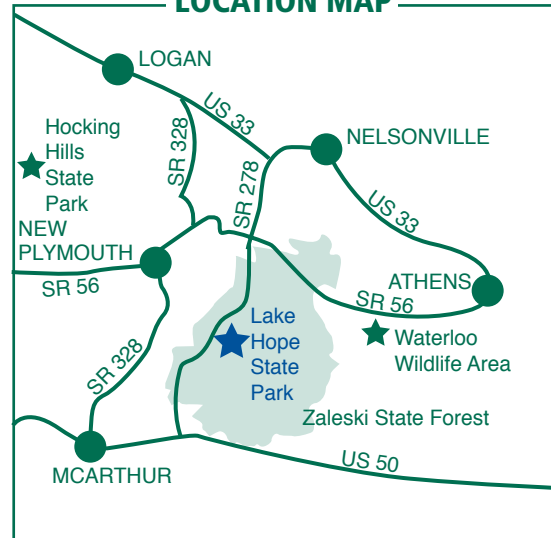 LOCATION MAP
LOGAN
US 33
Hocking
Hills
State
Park
SR 328
SR 278
NELSONVILLE
US 33
NEW
PLYMOUTH
SR 56
ATHENS
SR 56
Lake
Hope
State
Park
Waterloo
Wildlife Area
SR 328
Zaleski State Forest
MCARTHUR
US 50